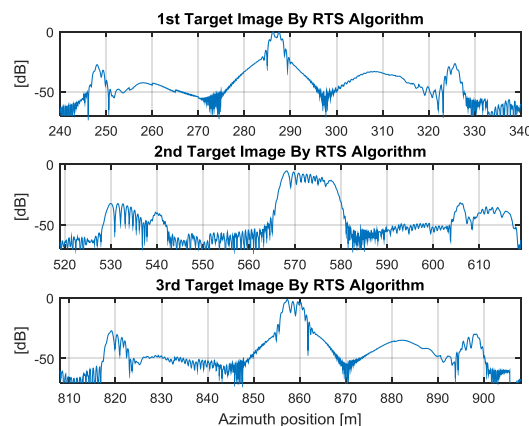 1st Target Image By RTS Algorithm
[dB]
0
-50
240 250 260 270 280 290 300 310 320 330 340
2nd Target Image By RTS Algorithm
[dB]
0
-50
520 530 540 550 560 570 580 590 600 610
3rd Target Image By RTS Algorithm
[dB]
0
-50
810 820 830 840 850 860 870 880 890 900
Azimuth position [m]